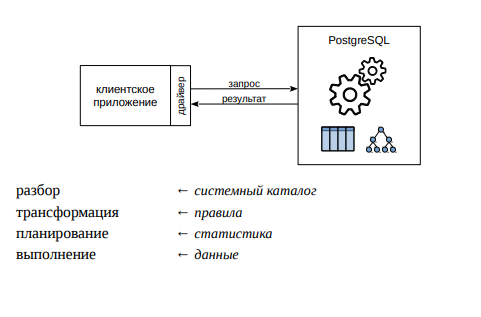 PostgreSQL
клиентское
приложение
драйвер
запрос
результат
разбор ← системный каталог
трансформация ← правила
планирование ← статистика
выполнение ← данные